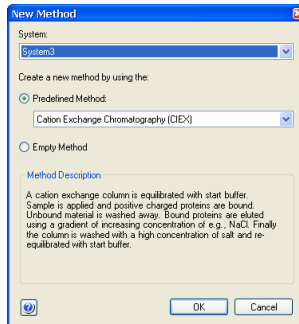 New Method
System:
System3
Create a new method by using the:
Predefined Method:
Cation Exchange Chromatography (CIEX)
Empty Method
Method Description
A cation exchange column is equilibrated with start buffer.
Sample is applied and positive charged proteins are bound.
Unbound material is washed away. Bound proteins are eluted
using a gradient of increasing concentration of e.g., NaCl. Finally
the column is washed with a high concentration of salt and re-
equilibrated with start buffer.
OK Cancel